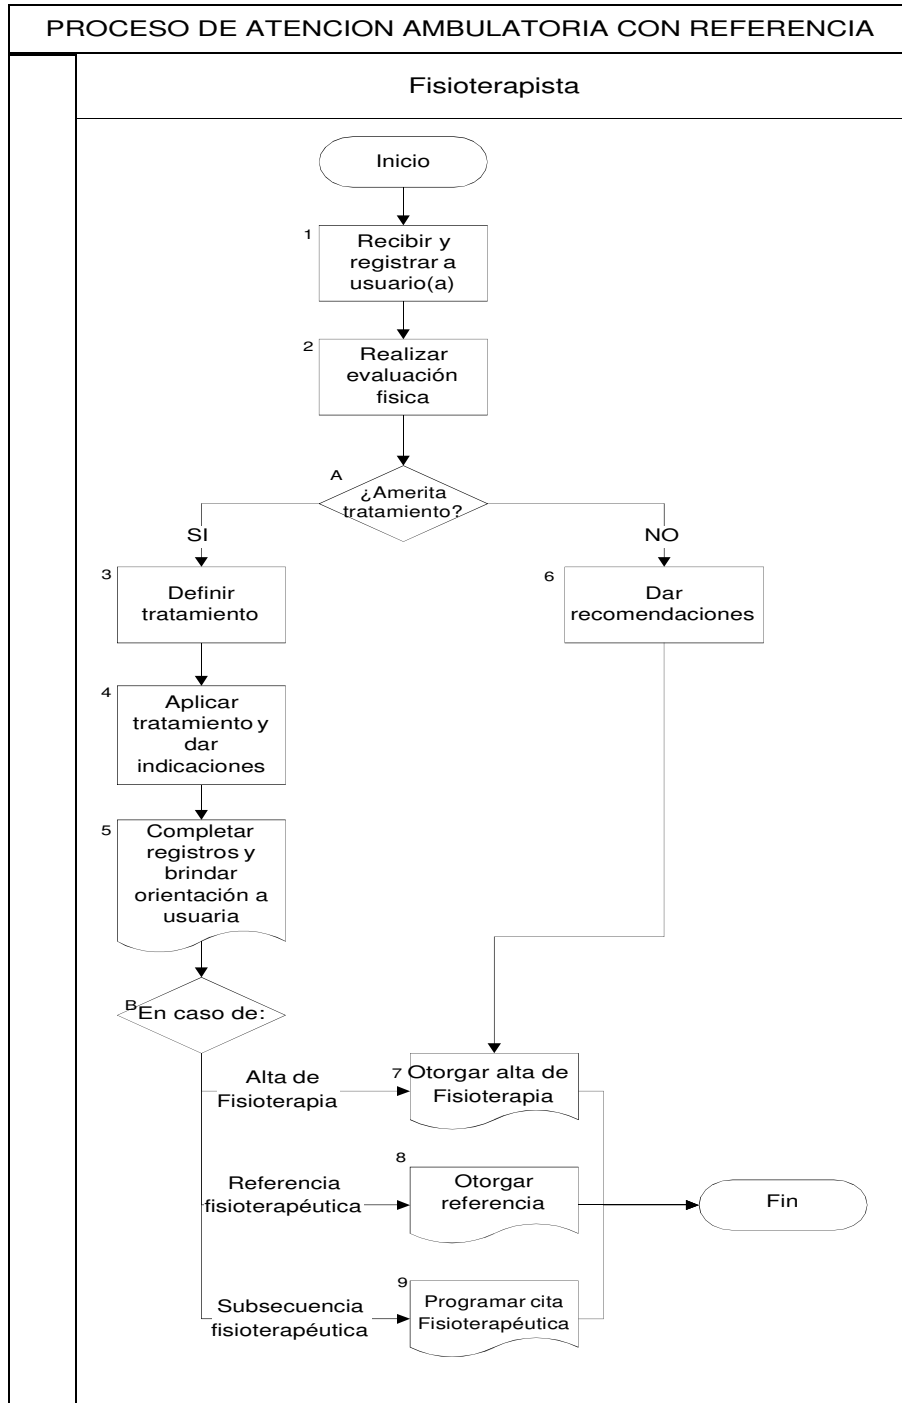 PROCESO DE ATENCION AMBULATORIA CON REFERENCIA
Fisioterapista
Inicio
1
Recibir y
registrar a
usuario(a)
2
Realizar
evaluación
fisica
A
¿Amerita
tratamiento?
SI
NO
3
Definir
tratamiento
6
Dar
recomendaciones
4
Aplicar
tratamiento y
dar
indicaciones
5
Completar
registros y
brindar
orientación a
usuaria
B
En caso de:
Alta de
Fisioterapia
7
Otorgar alta de
Fisioterapia
Referencia
fisioterapéutica
8
Otorgar
referencia
Fin
Subsecuencia
fisioterapéutica
9
Programar cita
Fisioterapéutica